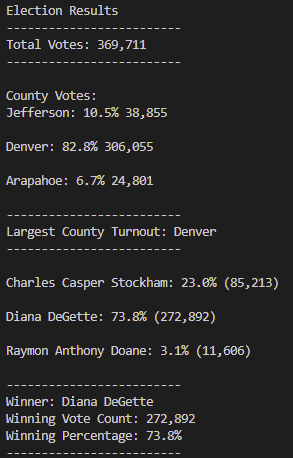 Election Results
-------------------------
Total Votes: 369,711
-------------------------
County Votes:
Jefferson: 10.5% 38,855
Denver: 82.8% 306,055
Arapahoe: 6.7% 24,801
-------------------------
Largest County Turnout: Denver
-------------------------
Charles Casper Stockham: 23.0% (85,213)
Diana DeGette: 73.8% (272,892)
Raymon Anthony Doane: 3.1% (11,606)
-------------------------
Winner: Diana DeGette
Winning Vote Count: 272,892
Winning Percentage: 73.8%
-------------------------